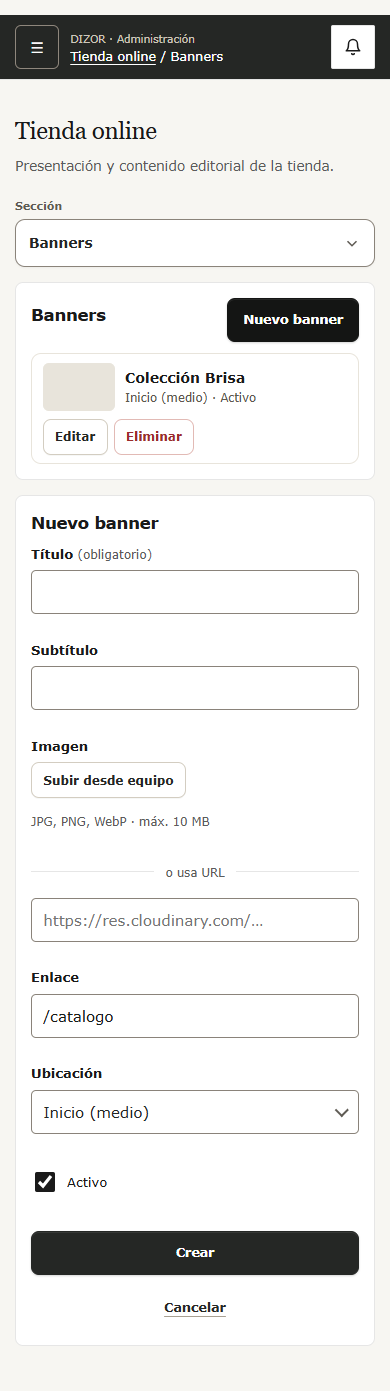 DIZOR · Administración
Tienda online / Banners
Tienda online
Presentación y contenido editorial de la tienda.
Sección
Banners
Banners
Nuevo banner
Colección Brisa
Inicio (medio) · Activo
Editar
Eliminar
Nuevo banner
Título (obligatorio)
Subtítulo
Imagen
Subir desde equipo
JPG, PNG, WebP · máx. 10 MB
o usa URL
https://res.cloudinary.com/...
Enlace
/catalogo
Ubicación
Inicio (medio)
Activo
Crear
Cancelar